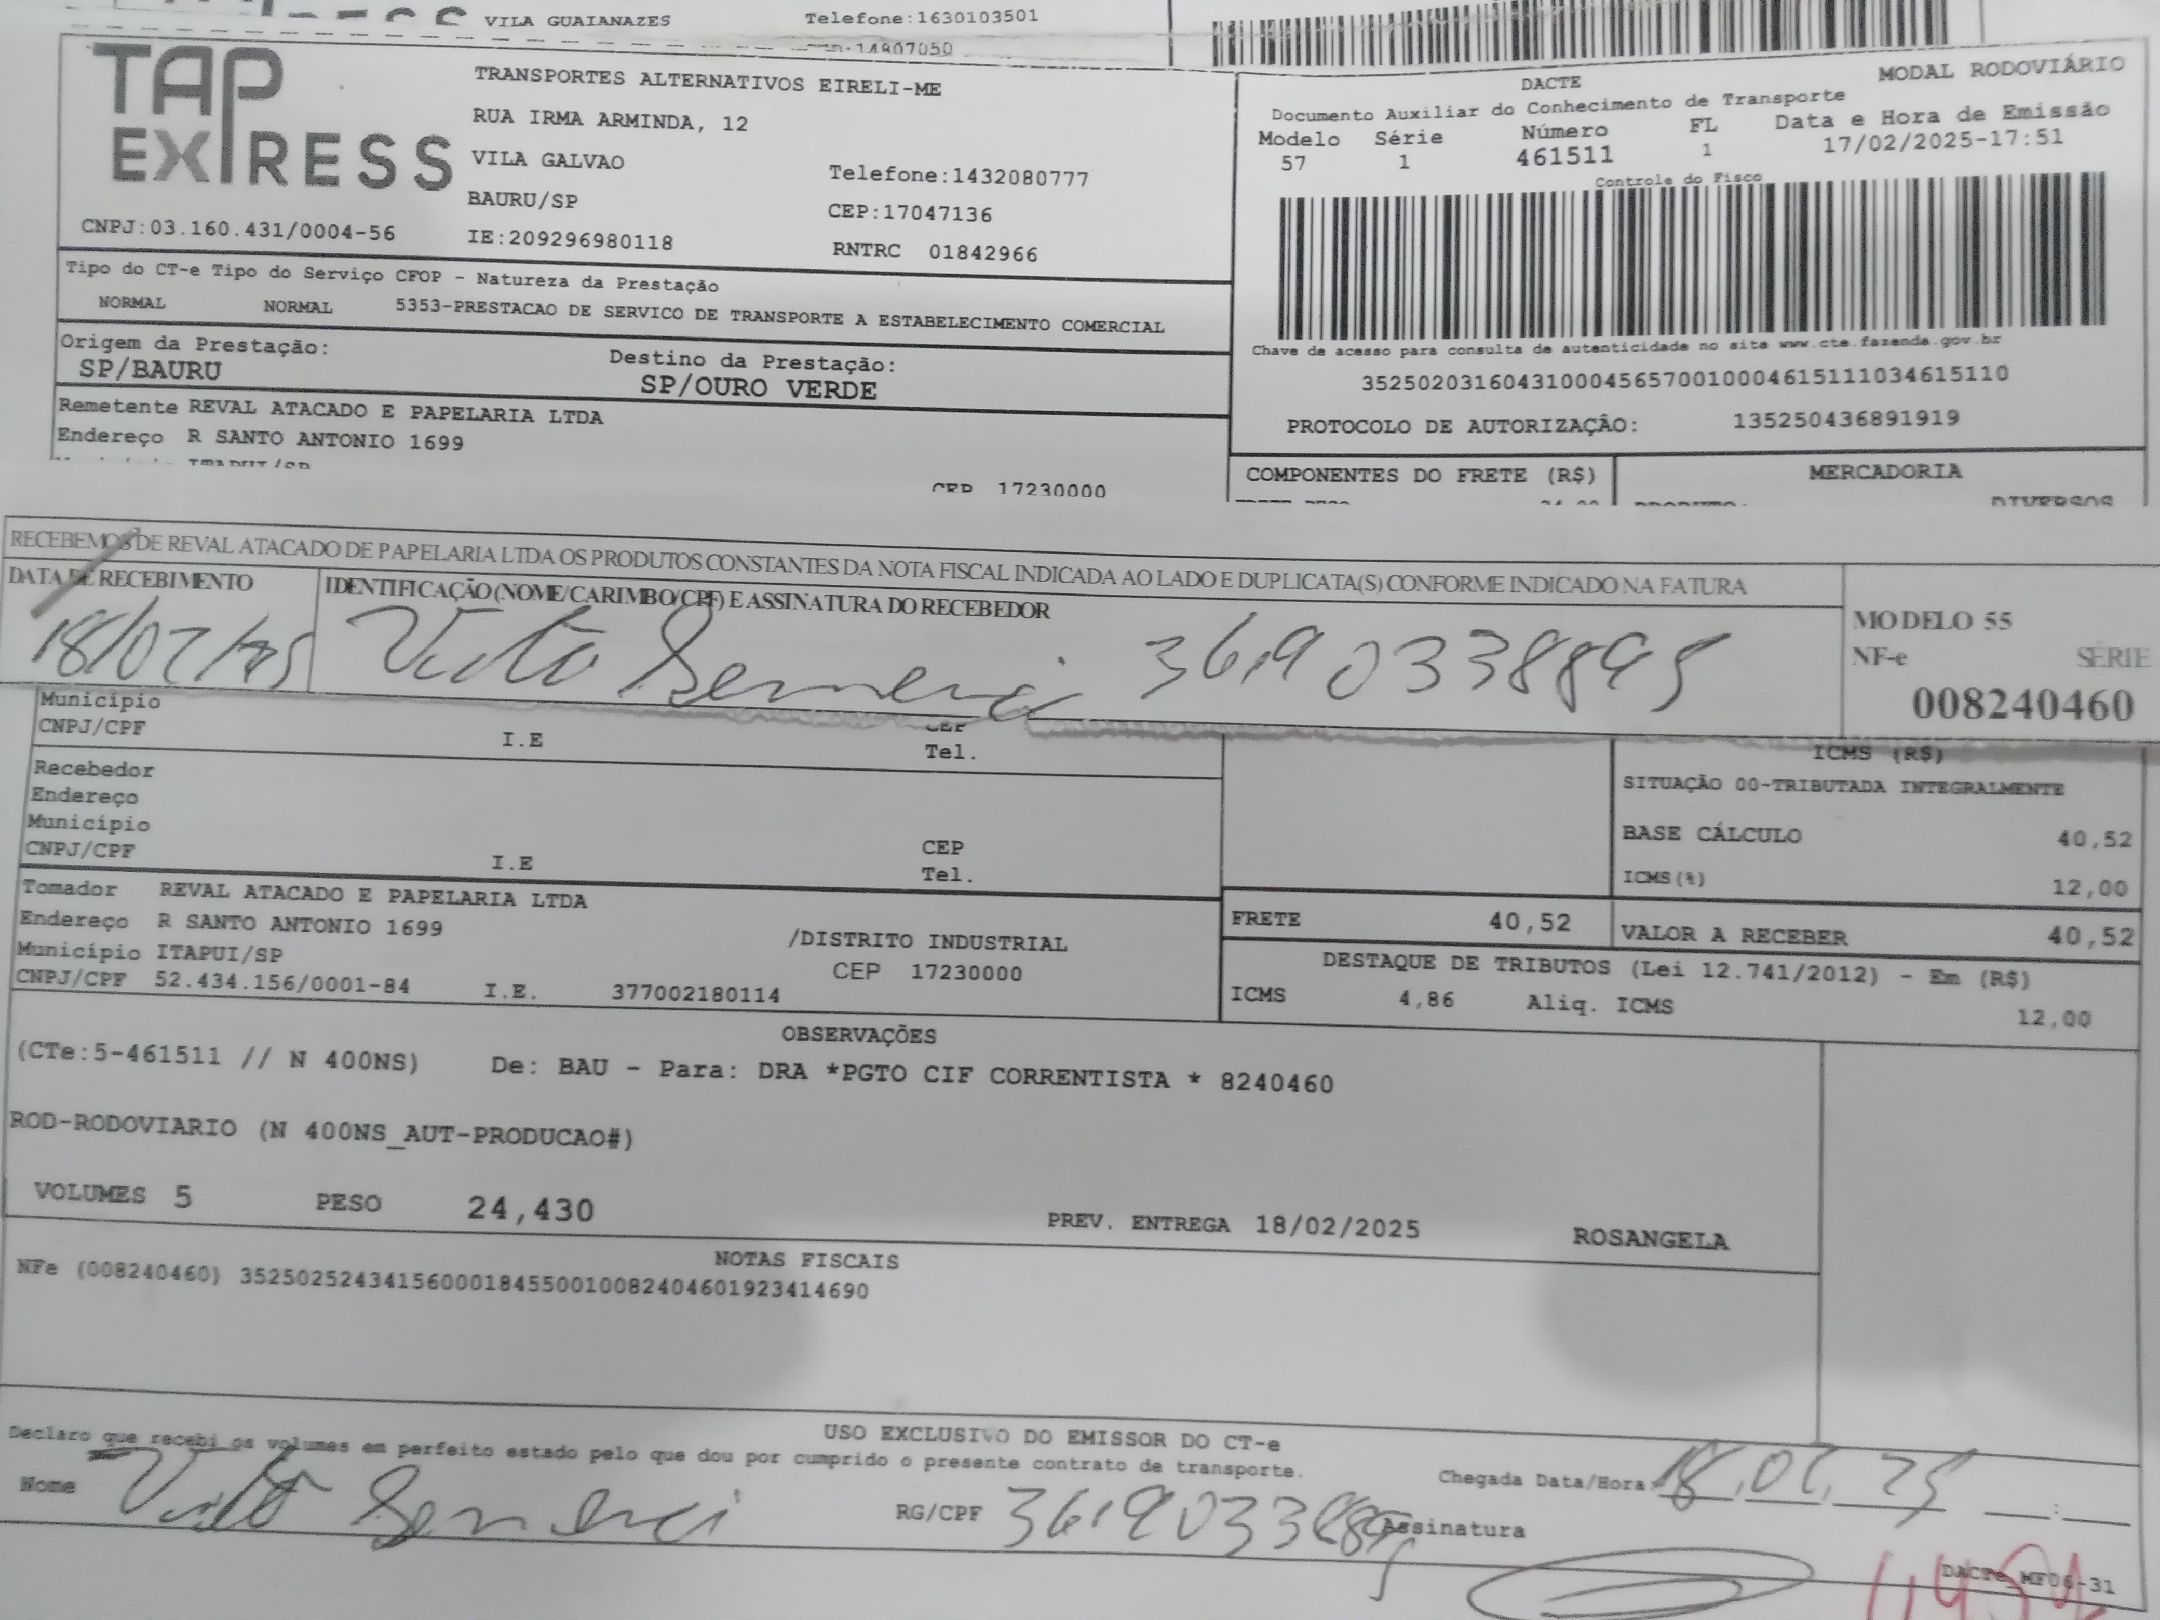 VILA GUAIANAZES Telefone:1630103501
14807050
TAP EXPRESS
TRANSPORTES ALTERNATIVOS EIRELI-ME
RUA IRMA ARMINDA, 12
VILA GALVAO Telefone:1432080777
BAURU/SP CEP:17047136
CNPJ:03.160.431/0004-56 IE:209296980118 RNTRC 01842966
DACTE MODAL RODOVIÁRIO
Documento Auxiliar do Conhecimento de Transporte
Modelo Série Número FL Data e Hora de Emissão
57 1 461511 1 17/02/2025-17:51
Controle do Fisco
Chave de acesso para consulta de autenticidade no site www.cte.fazenda.gov.br
35250203160431000456570010004615111034615110
PROTOCOLO DE AUTORIZAÇÃO: 135250436891919
Tipo do CT-e Tipo do Serviço CFOP - Natureza da Prestação
NORMAL NORMAL 5353-PRESTACAO DE SERVICO DE TRANSPORTE A ESTABELECIMENTO COMERCIAL
Origem da Prestação: Destino da Prestação:
SP/BAURU SP/OURO VERDE
Remetente REVAL ATACADO E PAPELARIA LTDA
Endereço R SANTO ANTONIO 1699
CEP 17230000
COMPONENTES DO FRETE (R$) MERCADORIA
DIVERSOS
RECEBEMOS DE REVAL ATACADO DE PAPELARIA LTDA OS PRODUTOS CONSTANTES DA NOTA FISCAL INDICADA AO LADO E DUPLICATA(S) CONFORME INDICADO NA FATURA
DATA DE RECEBIMENTO IDENTIFICAÇÃO (NOME/CARIMBO/CPF) E ASSINATURA DO RECEBEDOR
18/02/25 36190338895
MODELO 55
NF-e SÉRIE
008240460
Município
CNPJ/CPF I.E CEP
Tel.
Recebedor
Endereço
Município
CNPJ/CPF I.E CEP
Tel.
ICMS (R$)
SITUAÇÃO 00-TRIBUTADA INTEGRALMENTE
BASE CÁLCULO 40,52
ICMS(%) 12,00
Tomador REVAL ATACADO E PAPELARIA LTDA
Endereço R SANTO ANTONIO 1699 /DISTRITO INDUSTRIAL
Município ITAPUI/SP CEP 17230000
CNPJ/CPF 52.434.156/0001-84 I.E. 377002180114
FRETE 40,52 VALOR A RECEBER 40,52
DESTAQUE DE TRIBUTOS (Lei 12.741/2012) - Em (R$)
ICMS 4,86 Aliq. ICMS 12,00
OBSERVAÇÕES
(CTe:5-461511 // N 400NS) De: BAU - Para: DRA *PGTO CIF CORRENTISTA * 8240460
ROD-RODOVIARIO (N 400NS_AUT-PRODUCAO#)
VOLUMES 5 PESO 24,430 PREV. ENTREGA 18/02/2025 ROSANGELA
NOTAS FISCAIS
NFe (008240460) 35250252434156000184550010082404601923414690
USO EXCLUSIVO DO EMISSOR DO CT-e
Declaro que recebi os volumes em perfeito estado pelo que dou por cumprido o presente contrato de transporte.
Nome RG/CPF Chegada Data/Hora 18.02.25
Assinatura
DACTe_MF06-31